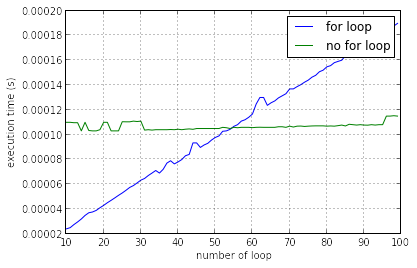 0.00020
0.00018
0.00016
0.00014
0.00012
0.00010
0.00008
0.00006
0.00004
0.00002
execution time (s)
for loop
no for loop
10 20 30 40 50 60 70 80 90 100
number of loop